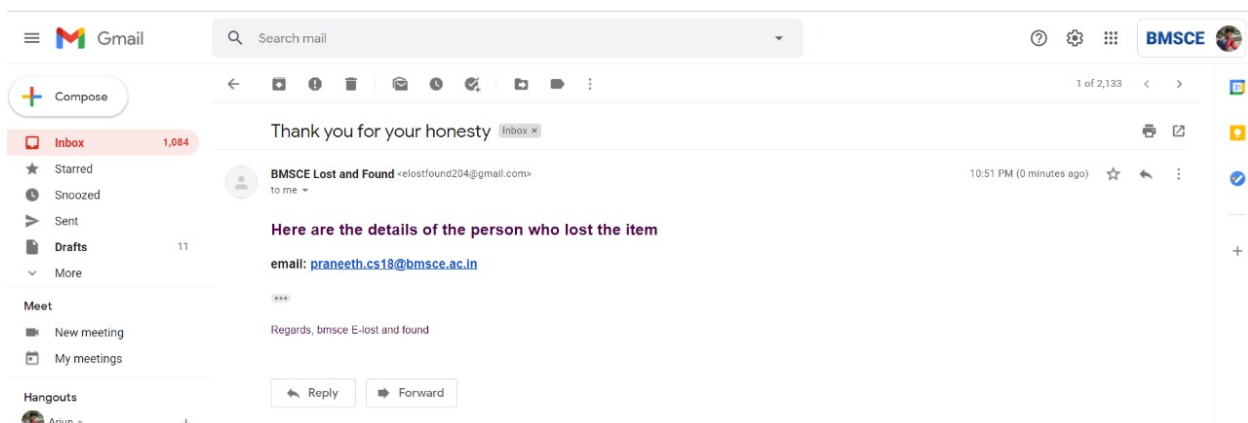 Gmail
Search mail
BMSCE
Compose
1 of 2,133
Inbox 1,084
Starred
Snoozed
Sent
Drafts 11
More
Meet
New meeting
My meetings
Hangouts
Arjun
Thank you for your honesty Inbox ×
BMSCE Lost and Found <elostfound204@gmail.com>
10:51 PM (0 minutes ago)
to me
Here are the details of the person who lost the item
email: praneeth.cs18@bmsce.ac.in
Regards, bmsce E-lost and found
Reply
Forward
31